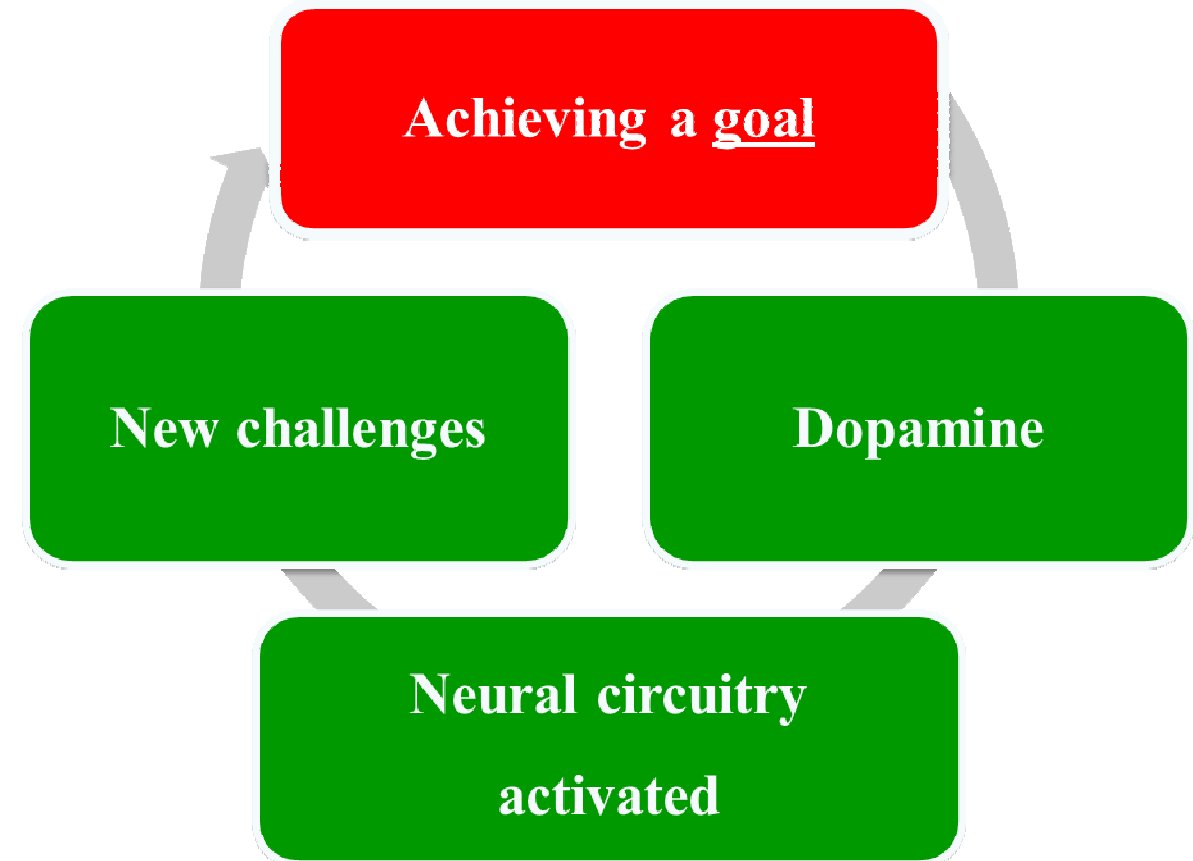 Achieving a goal
New challenges
Dopamine
Neural circuitry
activated